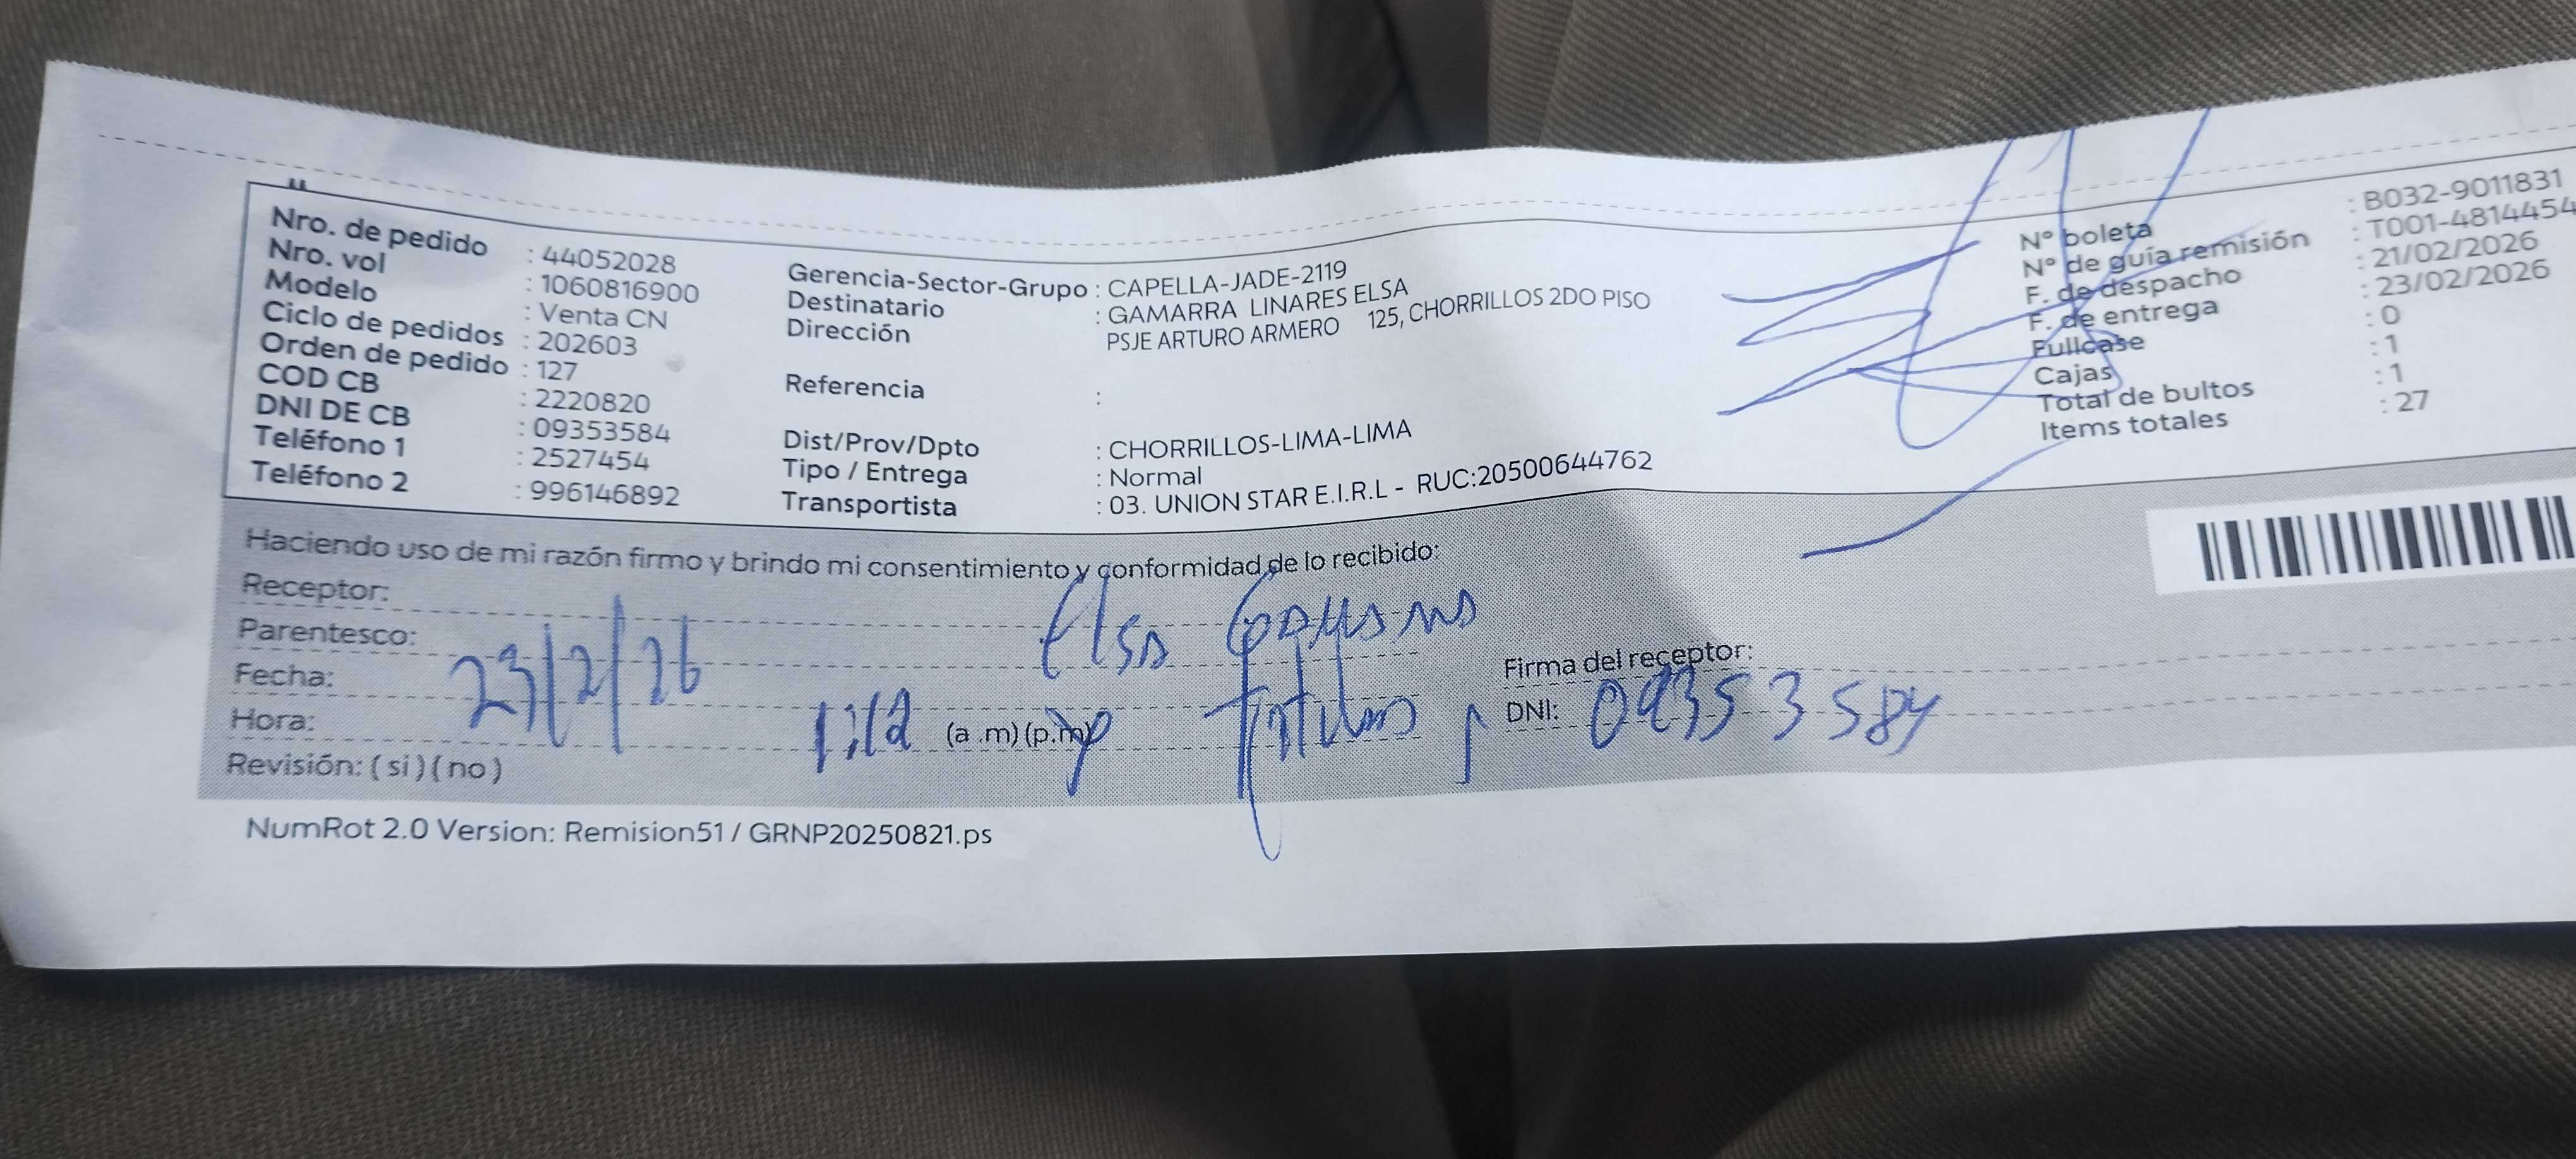 Nro. de pedido : 44052028
Nro. vol : 1060816900
Modelo : Venta CN
Ciclo de pedidos : 202603
Orden de pedido : 127
COD CB : 2220820
DNI DE CB : 09353584
Teléfono 1 : 2527454
Teléfono 2 : 996146892
Gerencia-Sector-Grupo : CAPELLA-JADE-2119
Destinatario : GAMARRA LINARES ELSA
Dirección PSJE ARTURO ARMERO 125, CHORRILLOS 2DO PISO
Referencia :
Dist/Prov/Dpto : CHORRILLOS-LIMA-LIMA
Tipo / Entrega : Normal
Transportista : 03. UNION STAR E.I.R.L - RUC:20500644762
N° boleta : B032-9011831
N° de guía remisión : T001-4814454
F. de despacho : 21/02/2026
F. de entrega : 23/02/2026
Fullcase : 0
Cajas : 1
Total de bultos : 1
Items totales : 27
Haciendo uso de mi razón firmo y brindo mi consentimiento y conformidad de lo recibido:
Receptor: Elsa
Parentesco:
Fecha: 23/2/26
Firma del receptor:
Hora: 1:12 (a .m) (p.m) Titular
DNI: 09353584
Revisión: ( si ) ( no )
NumRot 2.0 Version: Remision51 / GRNP20250821.ps